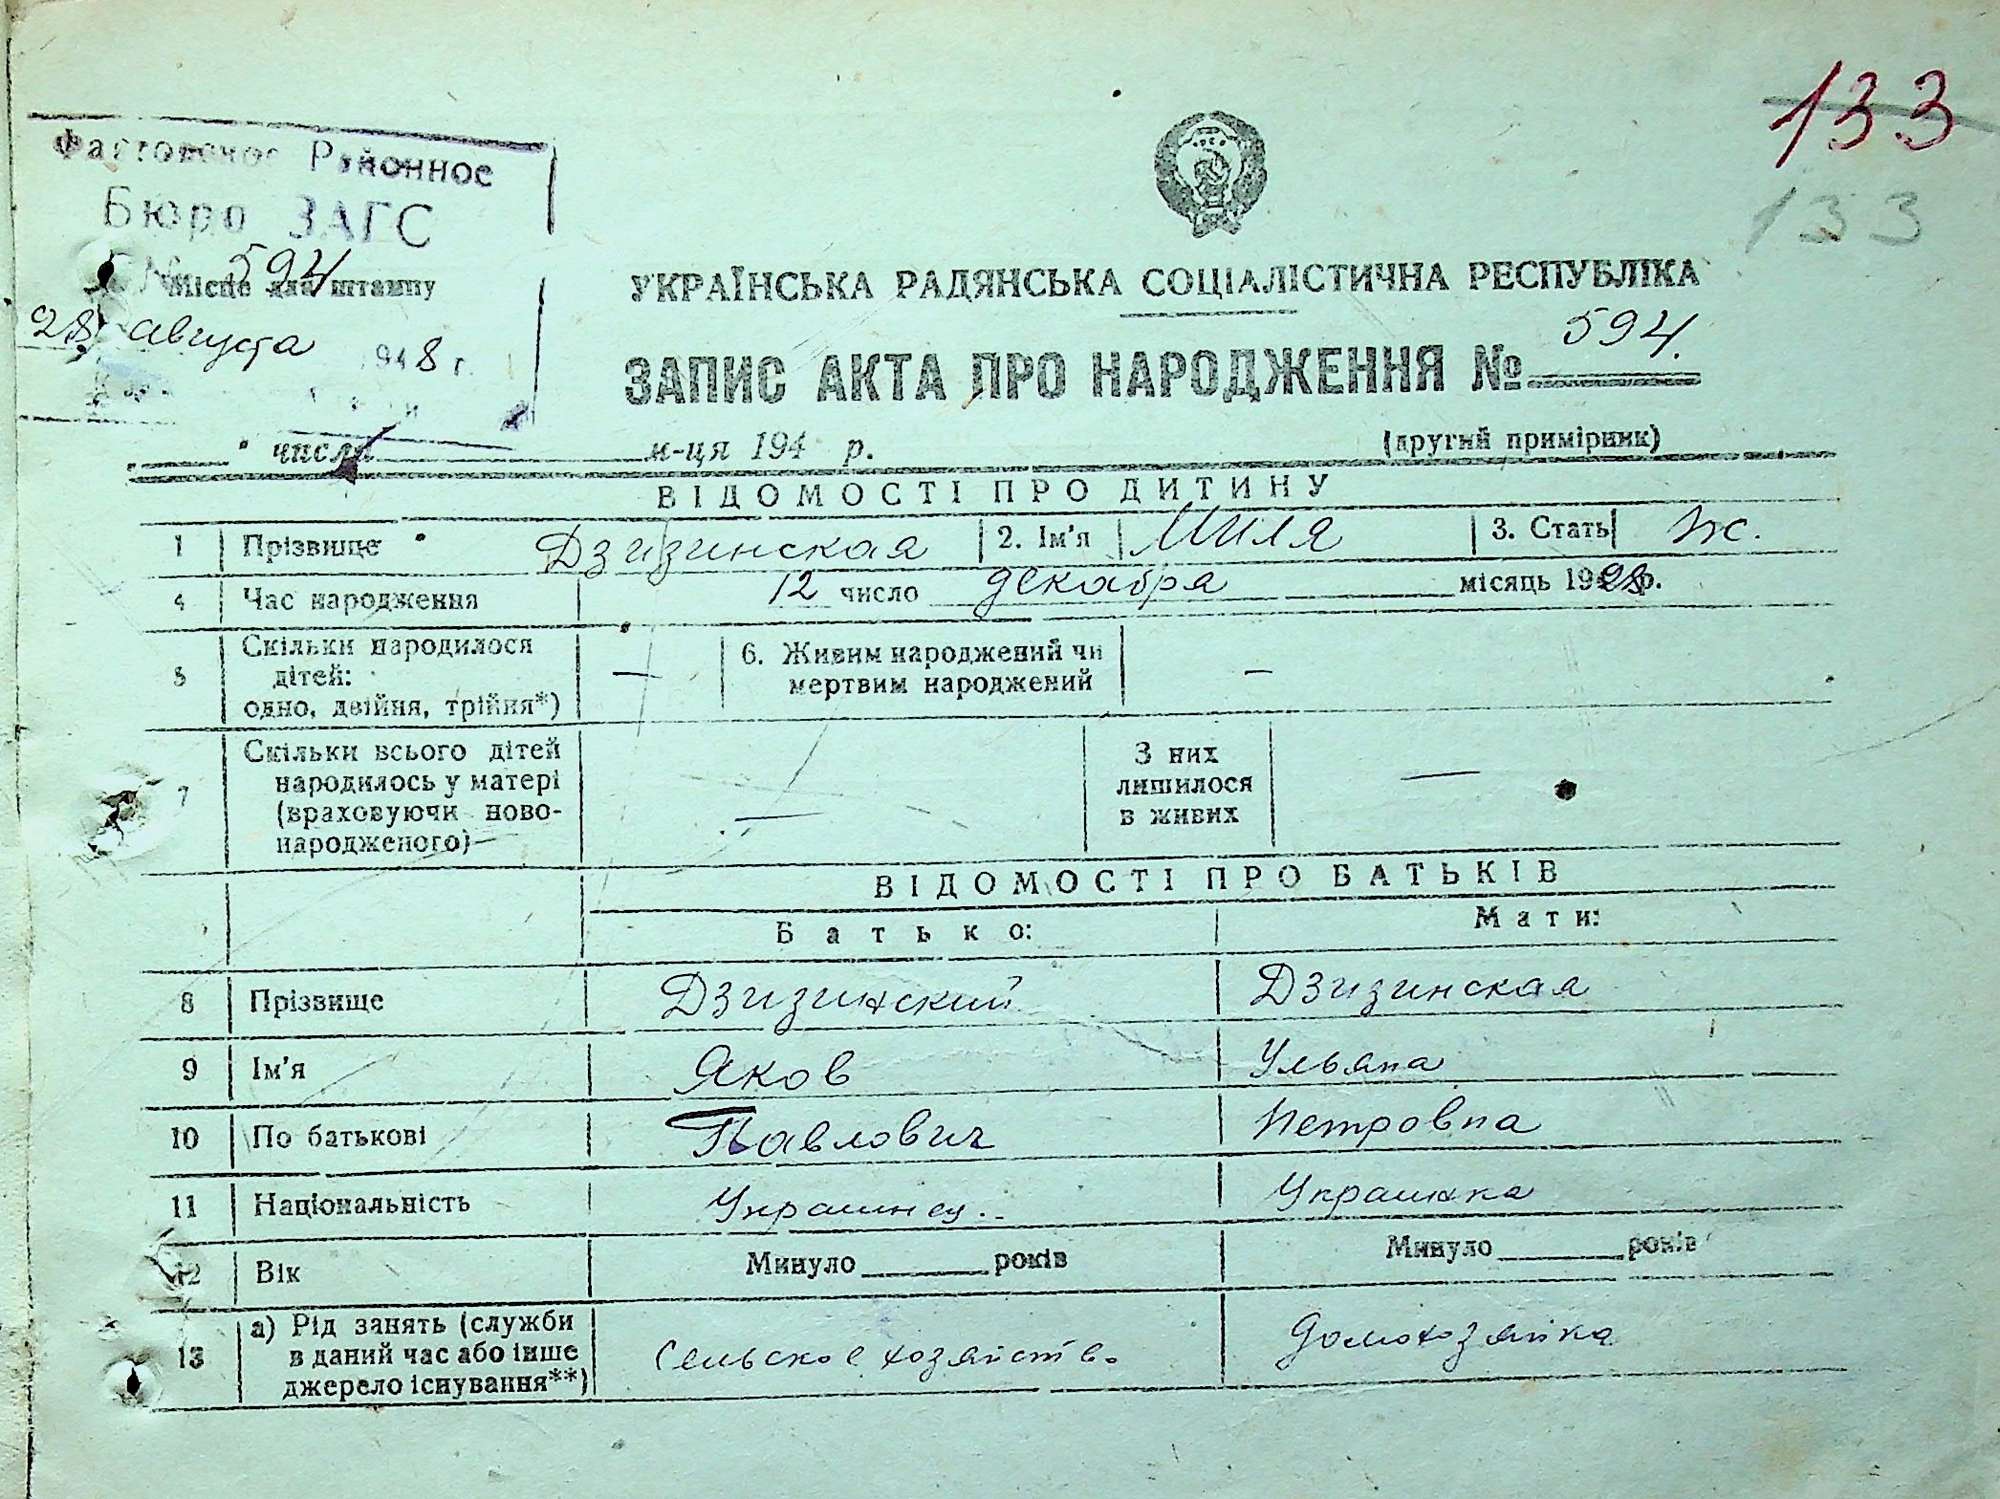 133
133
Фастовское Районное
Бюро ЗАГС
№ 594
Місце для штампу
28 августа 1948 г.
УКРАЇНСЬКА РАДЯНСЬКА СОЦІАЛІСТИЧНА РЕСПУБЛІКА
ЗАПИС АКТА ПРО НАРОДЖЕННЯ № 594.
числа м-ця 194 р. (другий примірник)
ВІДОМОСТІ ПРО ДИТИНУ
1 Прізвище Дзизинская 2. Ім'я Миля 3. Стать ж.
4 Час народження 12 число декабря місяць 1928 р.
5 Скільки народилося дітей: одно, двійня, трійня*) — 6. Живим народжений чи мертвим народжений —
7 Скільки всього дітей народилось у матері (враховуючи новонародженого) — З них лишилося в живих —
ВІДОМОСТІ ПРО БАТЬКІВ
Батько: Мати:
8 Прізвище Дзизинский Дзизинская
9 Ім'я Яков Ульяна
10 По батькові Павлович Петровна
11 Національність Украинец.. Украинка
12 Вік Минуло ____ років Минуло ____ років
13 а) Рід занять (служби в даний час або інше джерело існування**) Сельское хозяйство Домохозяйка